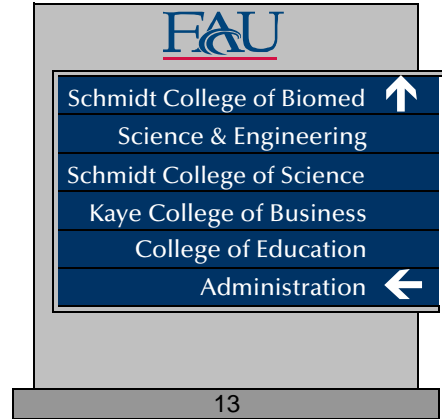 FAU
Schmidt College of Biomed
Science & Engineering
Schmidt College of Science
Kaye College of Business
College of Education
Administration
13